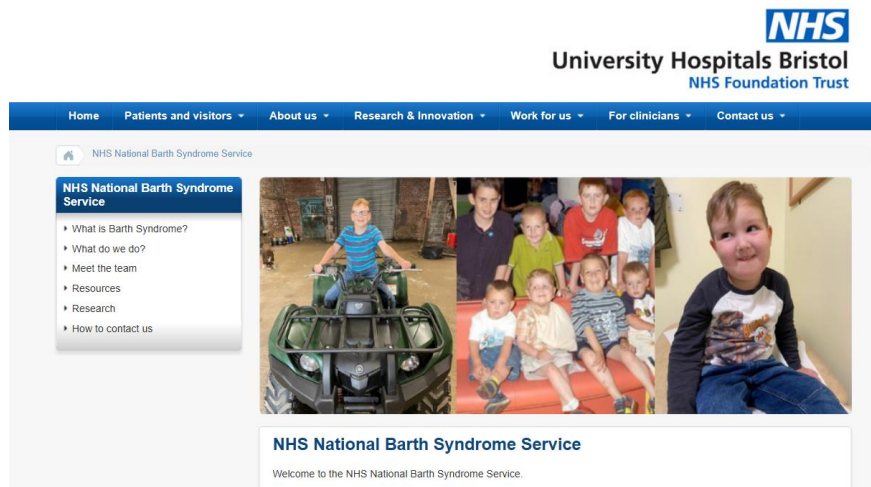 NHS
University Hospitals Bristol
NHS Foundation Trust
Home Patients and visitors About us Research & Innovation Work for us For clinicians Contact us
NHS National Barth Syndrome Service
NHS National Barth Syndrome
Service
What is Barth Syndrome?
What do we do?
Meet the team
Resources
Research
How to contact us
NHS National Barth Syndrome Service
Welcome to the NHS National Barth Syndrome Service.